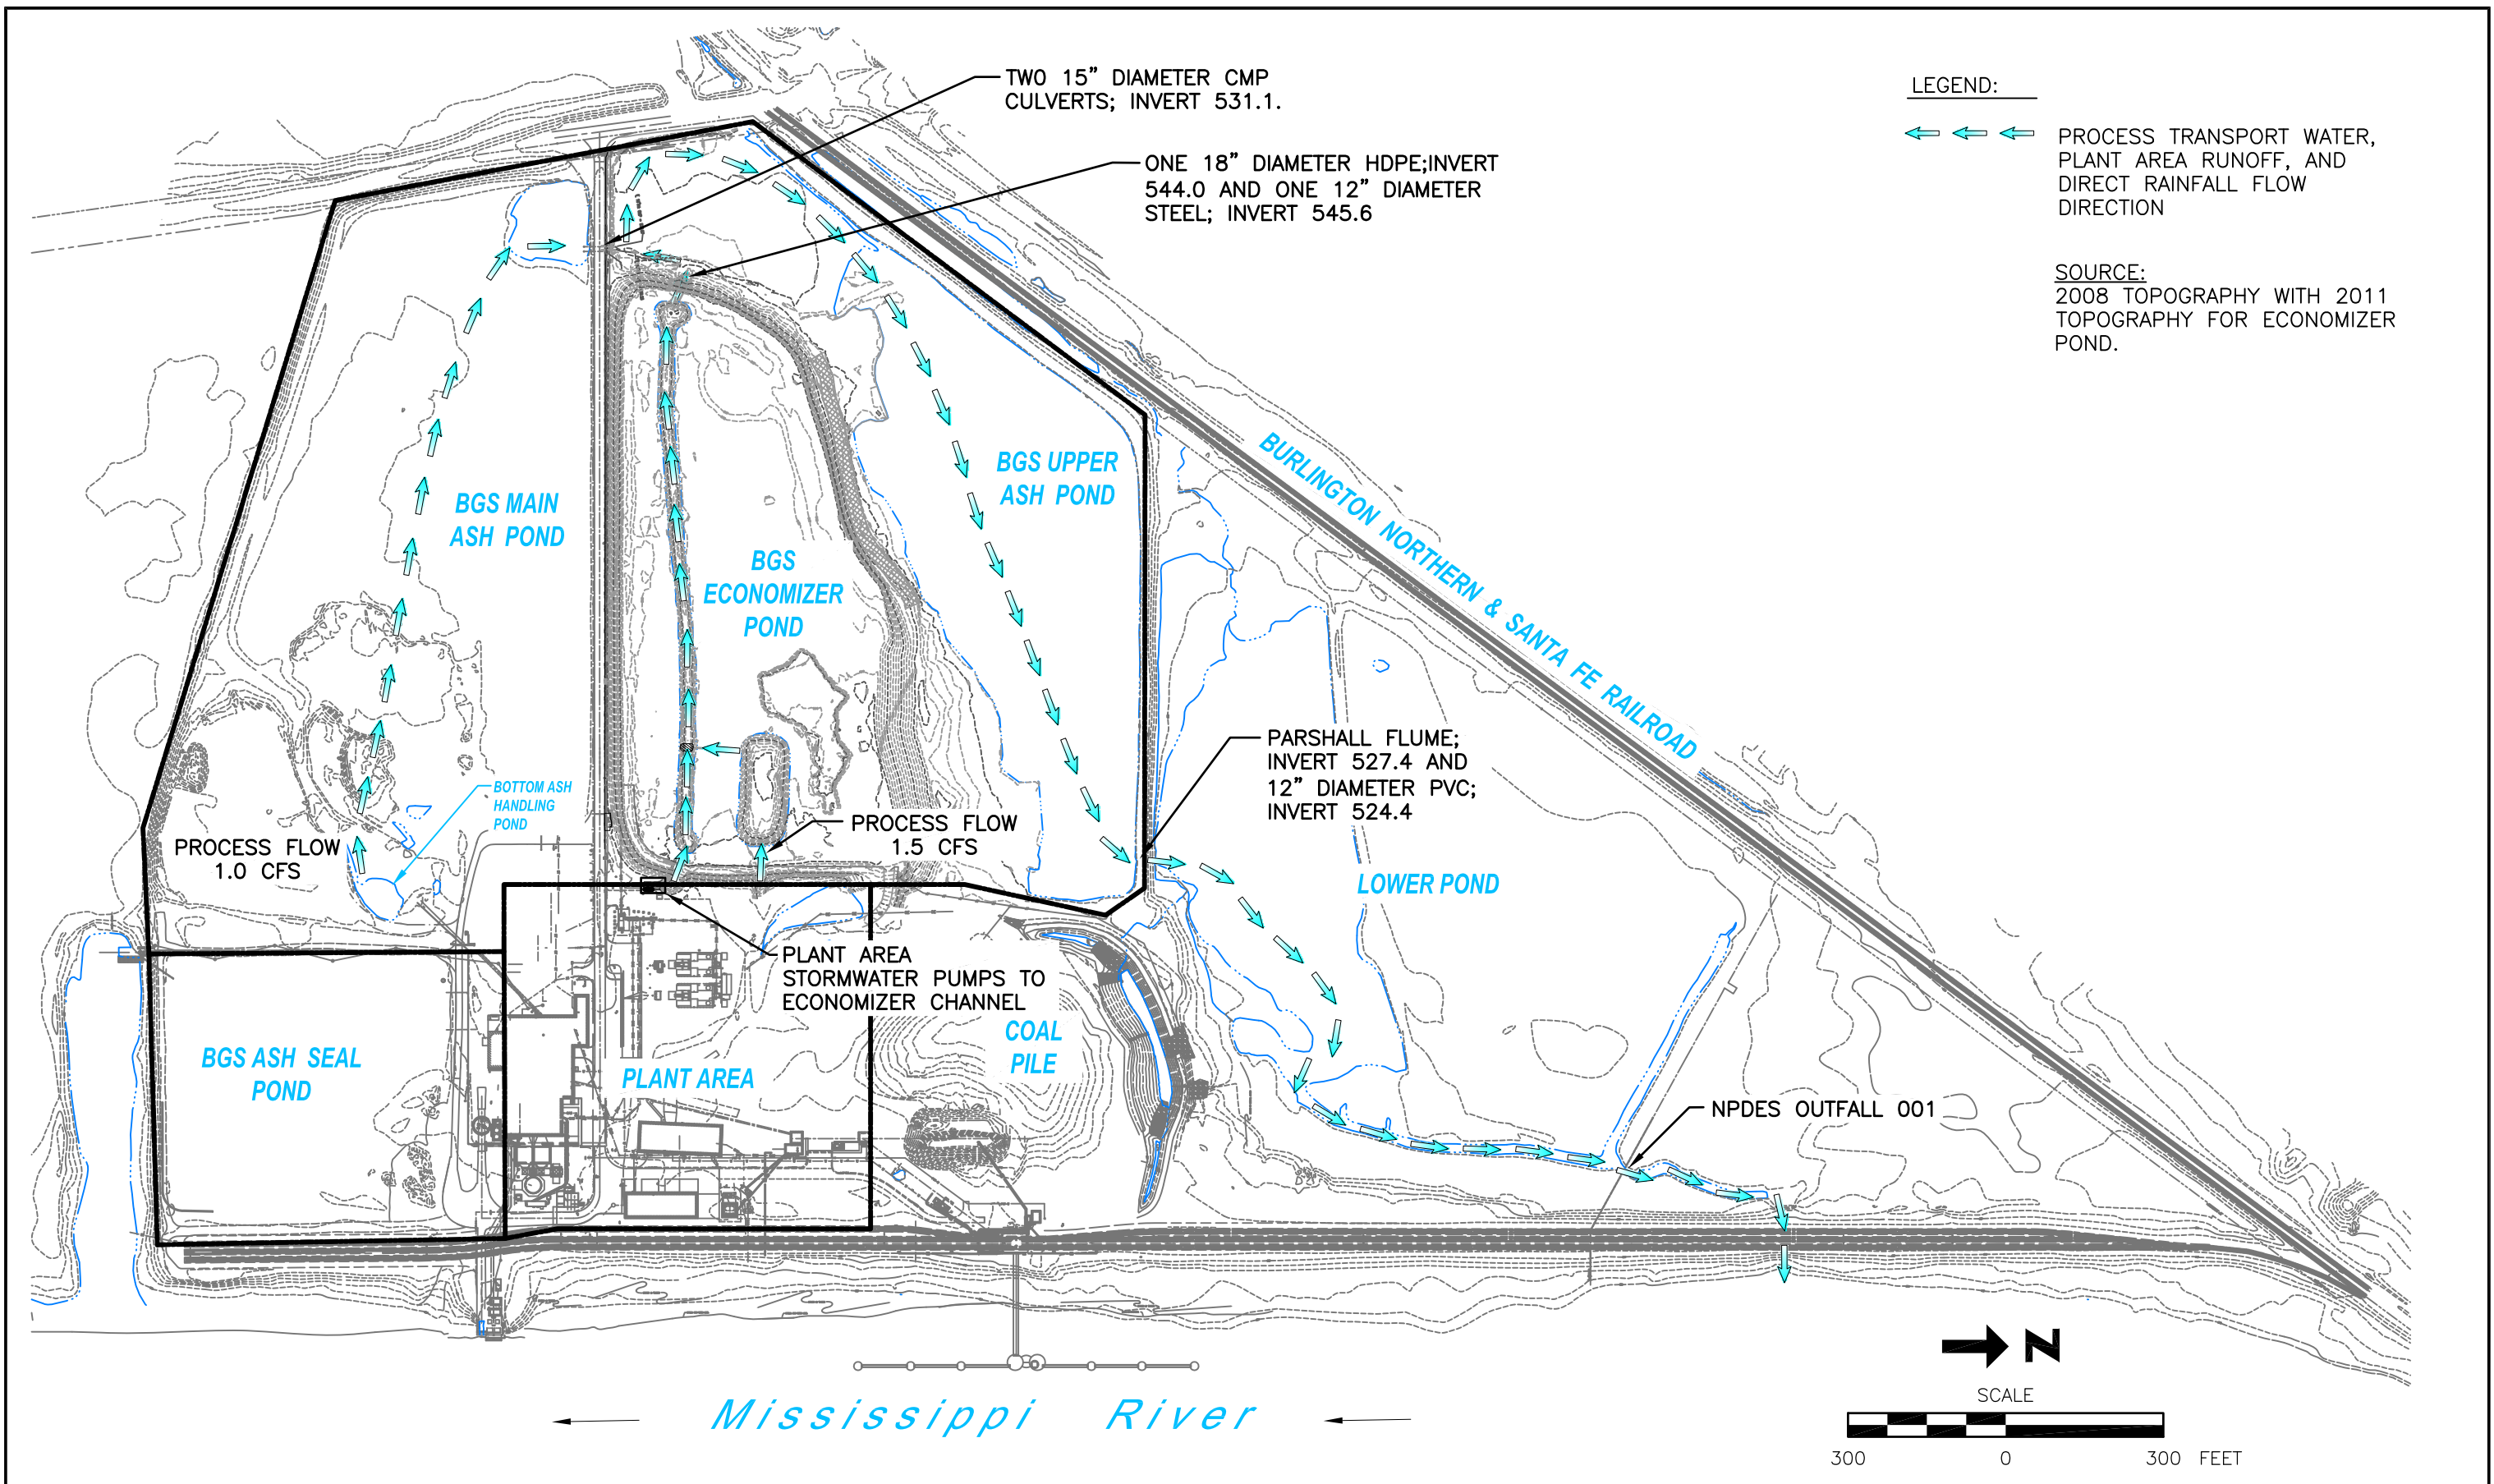 TWO 15" DIAMETER CMP
CULVERTS; INVERT 531.1.
ONE 18" DIAMETER HDPE;INVERT
544.0 AND ONE 12" DIAMETER
STEEL; INVERT 545.6
LEGEND:
PROCESS TRANSPORT WATER,
PLANT AREA RUNOFF, AND
DIRECT RAINFALL FLOW
DIRECTION
SOURCE:
2008 TOPOGRAPHY WITH 2011
TOPOGRAPHY FOR ECONOMIZER
POND.
BGS MAIN
ASH POND
BGS
ECONOMIZER
POND
BGS UPPER
ASH POND
BURLINGTON NORTHERN & SANTA FE RAILROAD
BOTTOM ASH
HANDLING
POND
PROCESS FLOW
1.0 CFS
PROCESS FLOW
1.5 CFS
PARSHALL FLUME;
INVERT 527.4 AND
12" DIAMETER PVC;
INVERT 524.4
LOWER POND
PLANT AREA
STORMWATER PUMPS TO
ECONOMIZER CHANNEL
BGS ASH SEAL
POND
PLANT AREA
COAL
PILE
NPDES OUTFALL 001
Mississippi River
N
SCALE
300 0 300 FEET